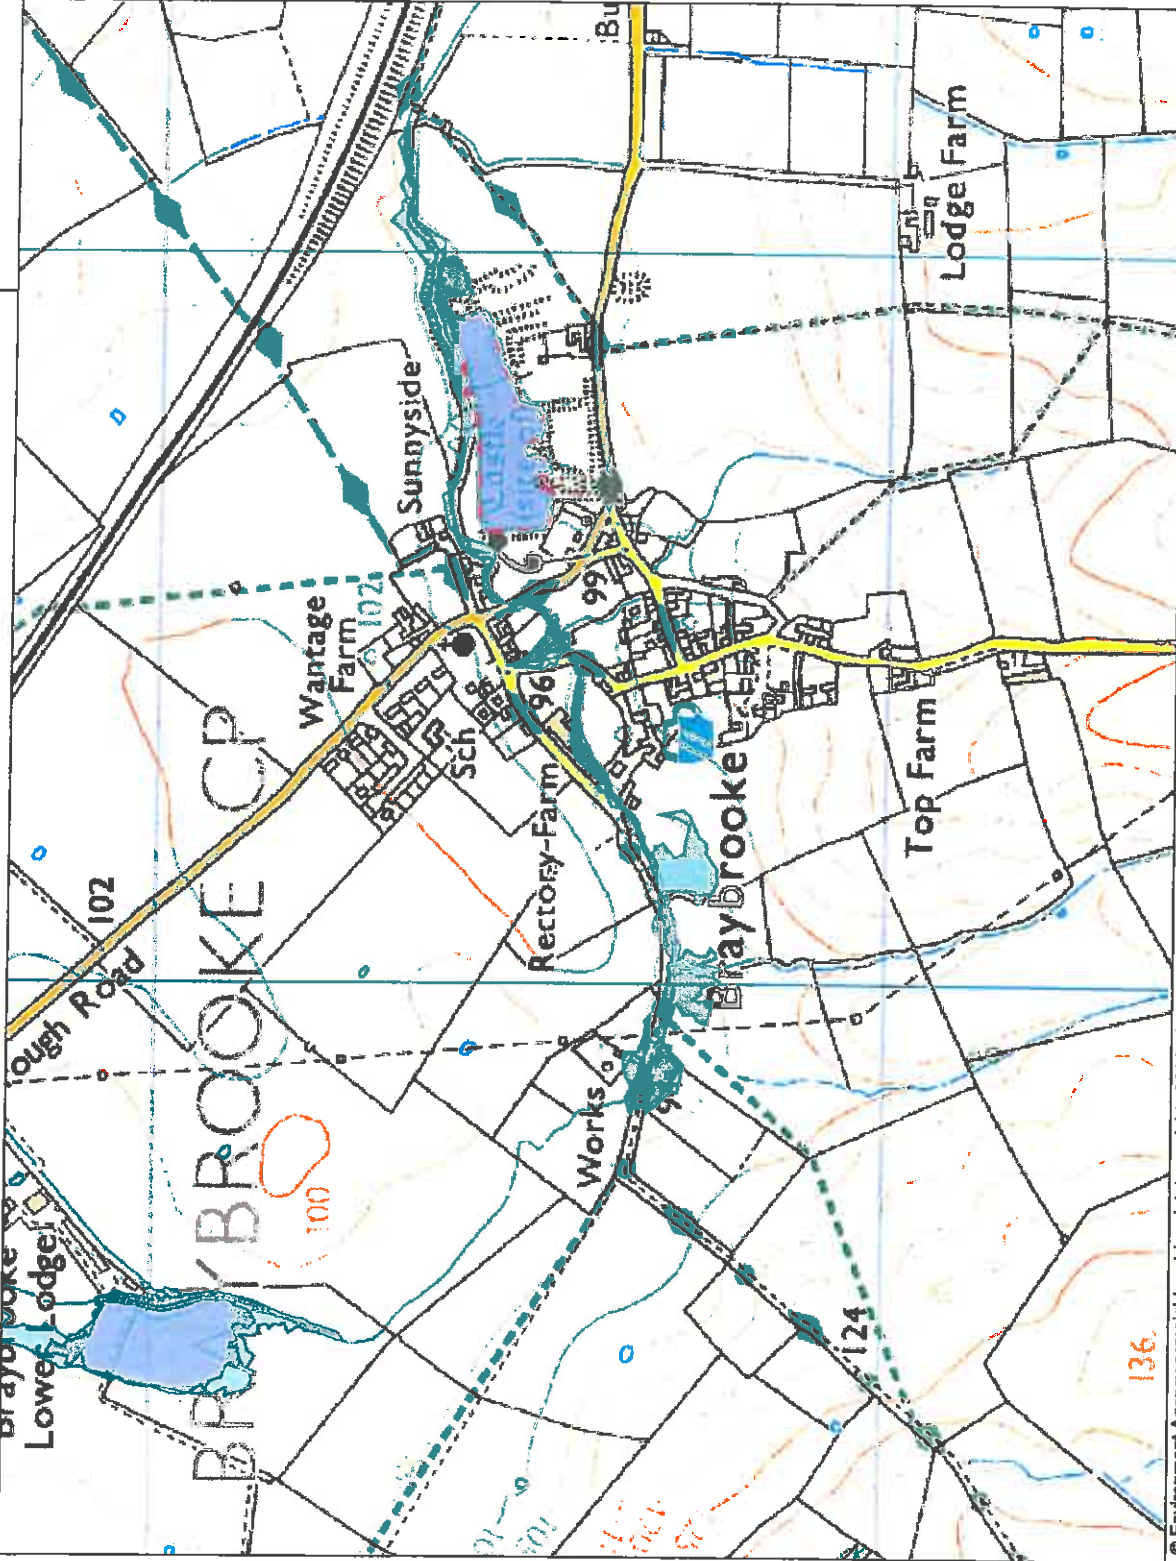 BRAYBROOKE CP
ough Road
102
Braybrooke
Lower Lodge
100
Wantage
Farm
102
Sunnyside
Sch
96
99
Rectory Farm
Braybrooke
Works
Top Farm
Lodge Farm
Bu
124
136